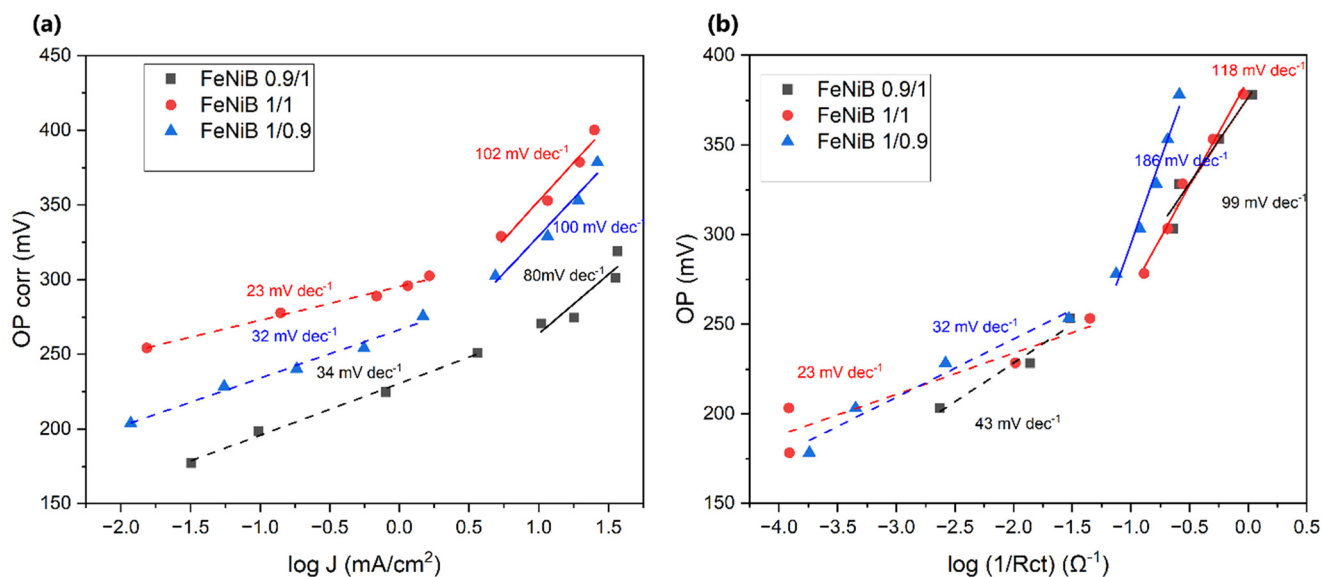 (a)
450
400
350
300
250
200
150
OP corr (mV)
FeNiB 0.9/1
FeNiB 1/1
FeNiB 1/0.9
102 mV dec⁻¹
100 mV dec⁻¹
80mV dec⁻¹
23 mV dec⁻¹
32 mV dec⁻¹
34 mV dec⁻¹
−2.0 −1.5 −1.0 −0.5 0.0 0.5 1.0 1.5
log J (mA/cm²)
(b)
400
350
300
250
200
150
OP (mV)
FeNiB 0.9/1
FeNiB 1/1
FeNiB 1/0.9
118 mV dec⁻¹
186 mV dec⁻¹
99 mV dec⁻¹
32 mV dec⁻¹
23 mV dec⁻¹
43 mV dec⁻¹
−4.0 −3.5 −3.0 −2.5 −2.0 −1.5 −1.0 −0.5 0.0 0.5
log (1/Rct) (Ω⁻¹)